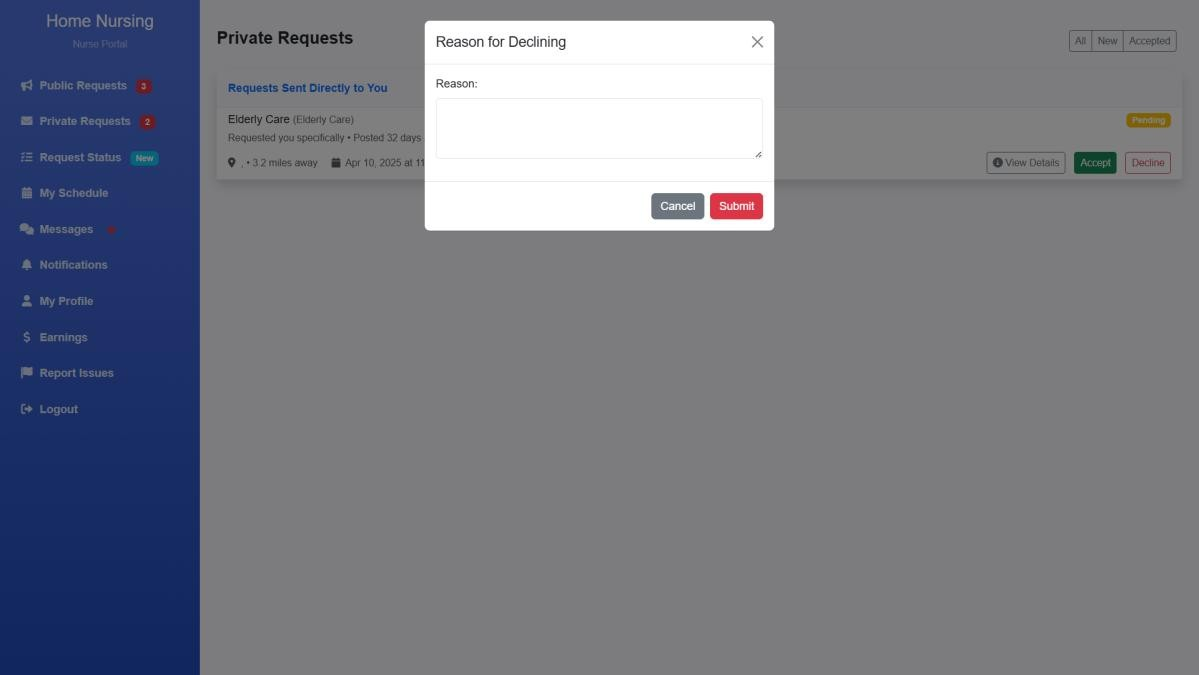 Home Nursing
Nurse Portal
Public Requests 3
Private Requests 2
Request Status New
My Schedule
Messages
Notifications
My Profile
Earnings
Report Issues
Logout
Private Requests
All New Accepted
Requests Sent Directly to You
Elderly Care (Elderly Care)
Pending
Requested you specifically • Posted 32 days
, • 3.2 miles away Apr 10, 2025 at 11
View Details Accept Decline
Reason for Declining
Reason:
Cancel Submit